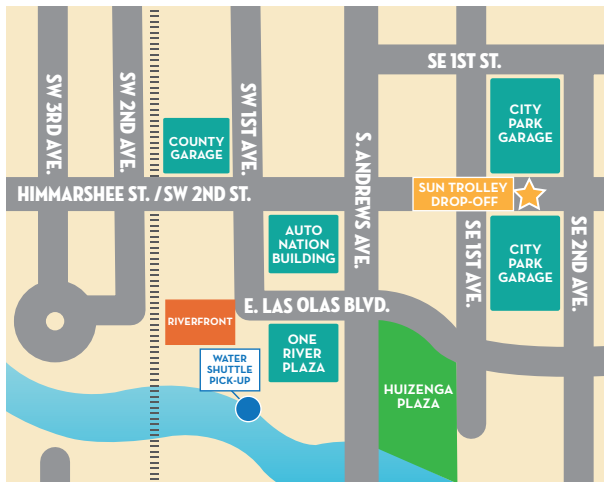 SE 1ST ST.
SW 3RD AVE.
SW 2ND AVE.
SW 1ST AVE.
CITY
PARK
GARAGE
COUNTY
GARAGE
S. ANDREWS AVE.
HIMMARSHEE ST. / SW 2ND ST.
SUN TROLLEY
DROP-OFF
AUTO
NATION
BUILDING
SE 1ST AVE.
CITY
PARK
GARAGE
SE 2ND AVE.
E. LAS OLAS BLVD.
RIVERFRONT
ONE
RIVER
PLAZA
WATER
SHUTTLE
PICK-UP
HUIZENGA
PLAZA